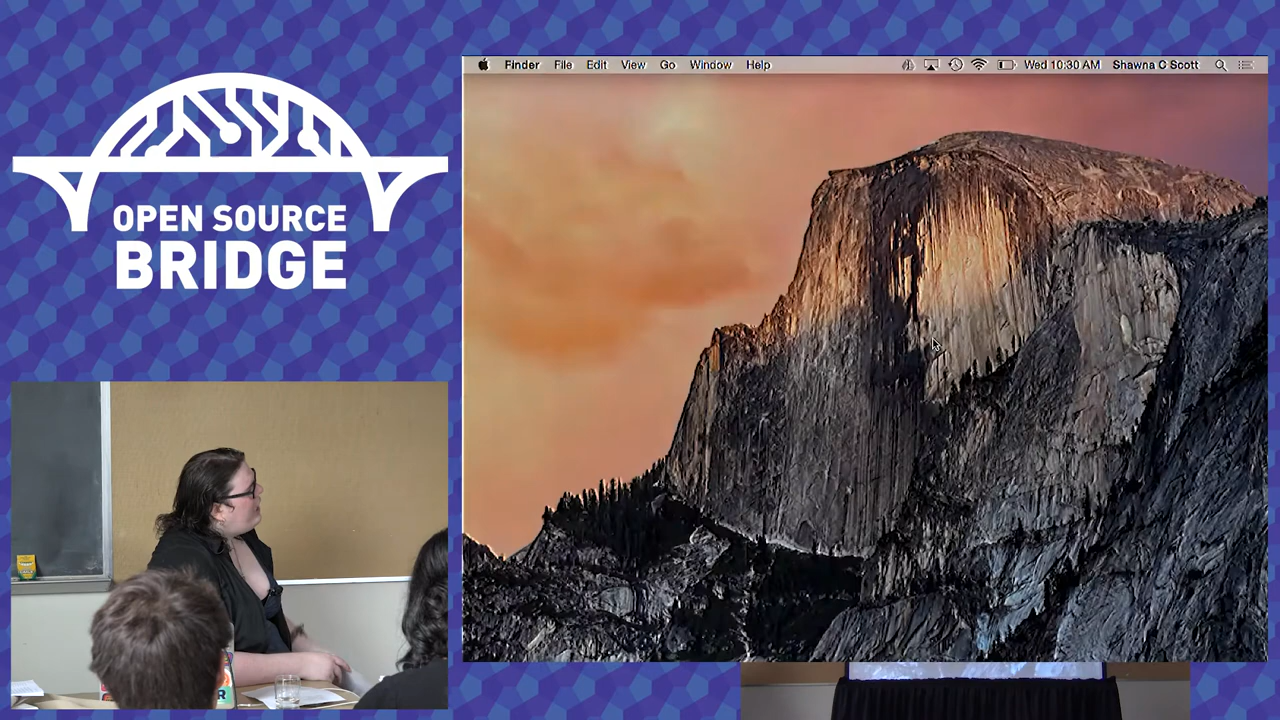 Finder File Edit View Go Window Help Wed 10:30 AM Shawna C Scott
OPEN SOURCE
BRIDGE